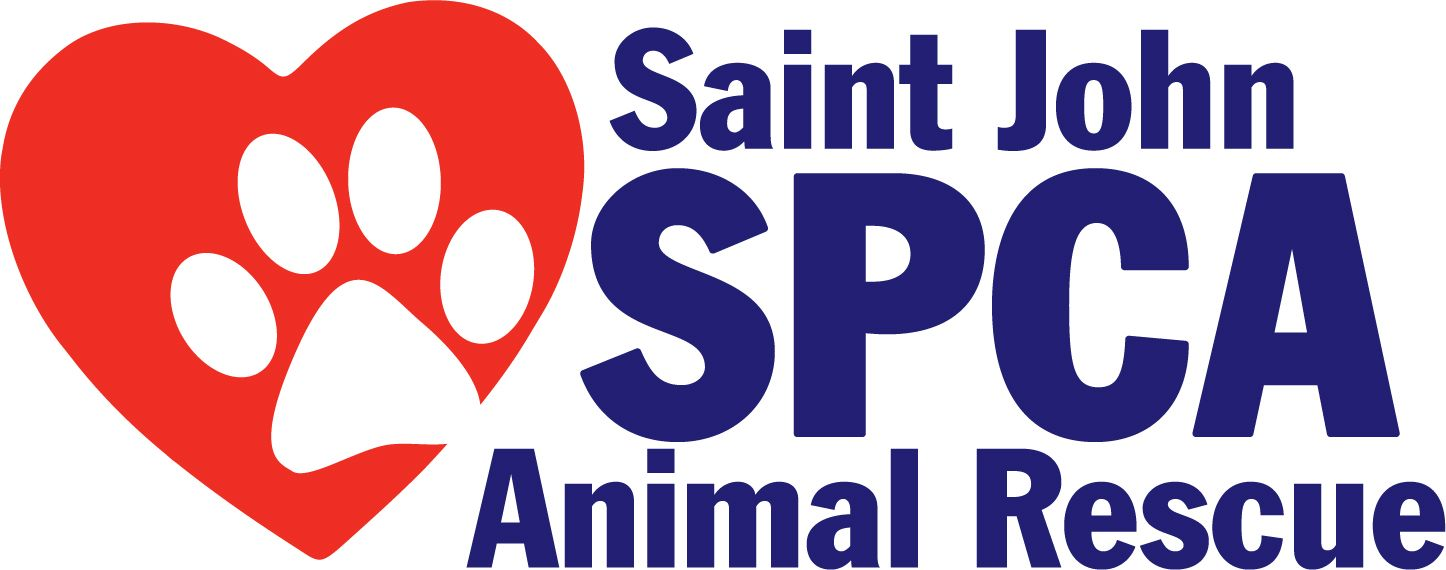 Saint John
SPCA
Animal Rescue